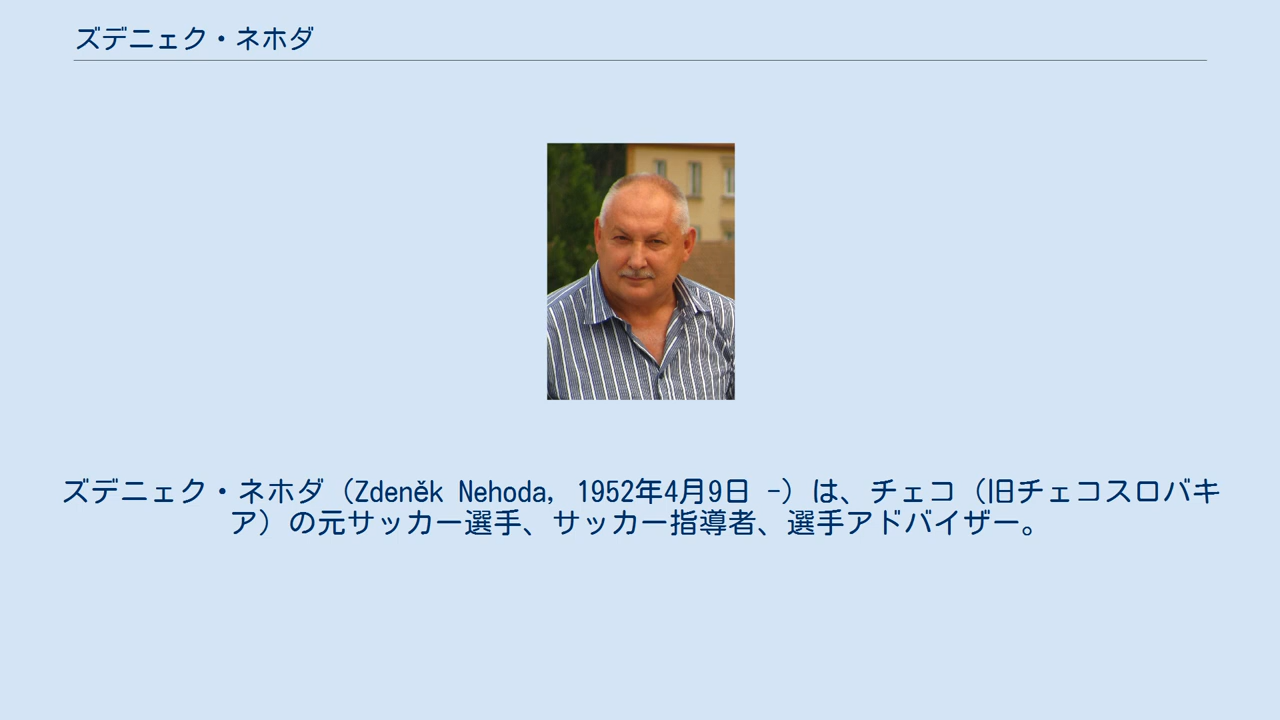 ズデニェク・ネホダ
ズデニェク・ネホダ（Zdeněk Nehoda, 1952年4月9日 -）は、チェコ（旧チェコスロバキ
ア）の元サッカー選手、サッカー指導者、選手アドバイザー。